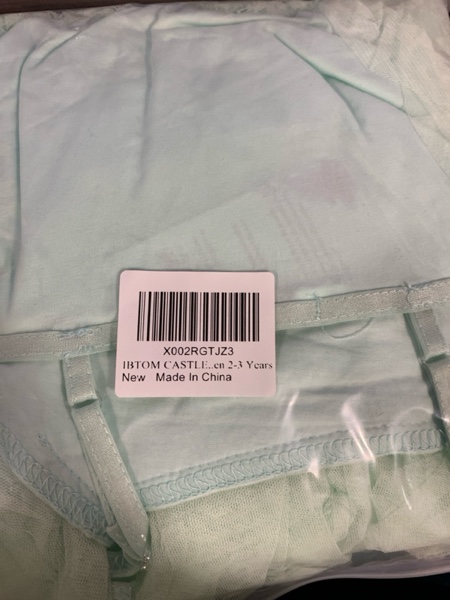 X002RGTJZ3
IBTOM CASTLE..en 2-3 Years
New Made In China